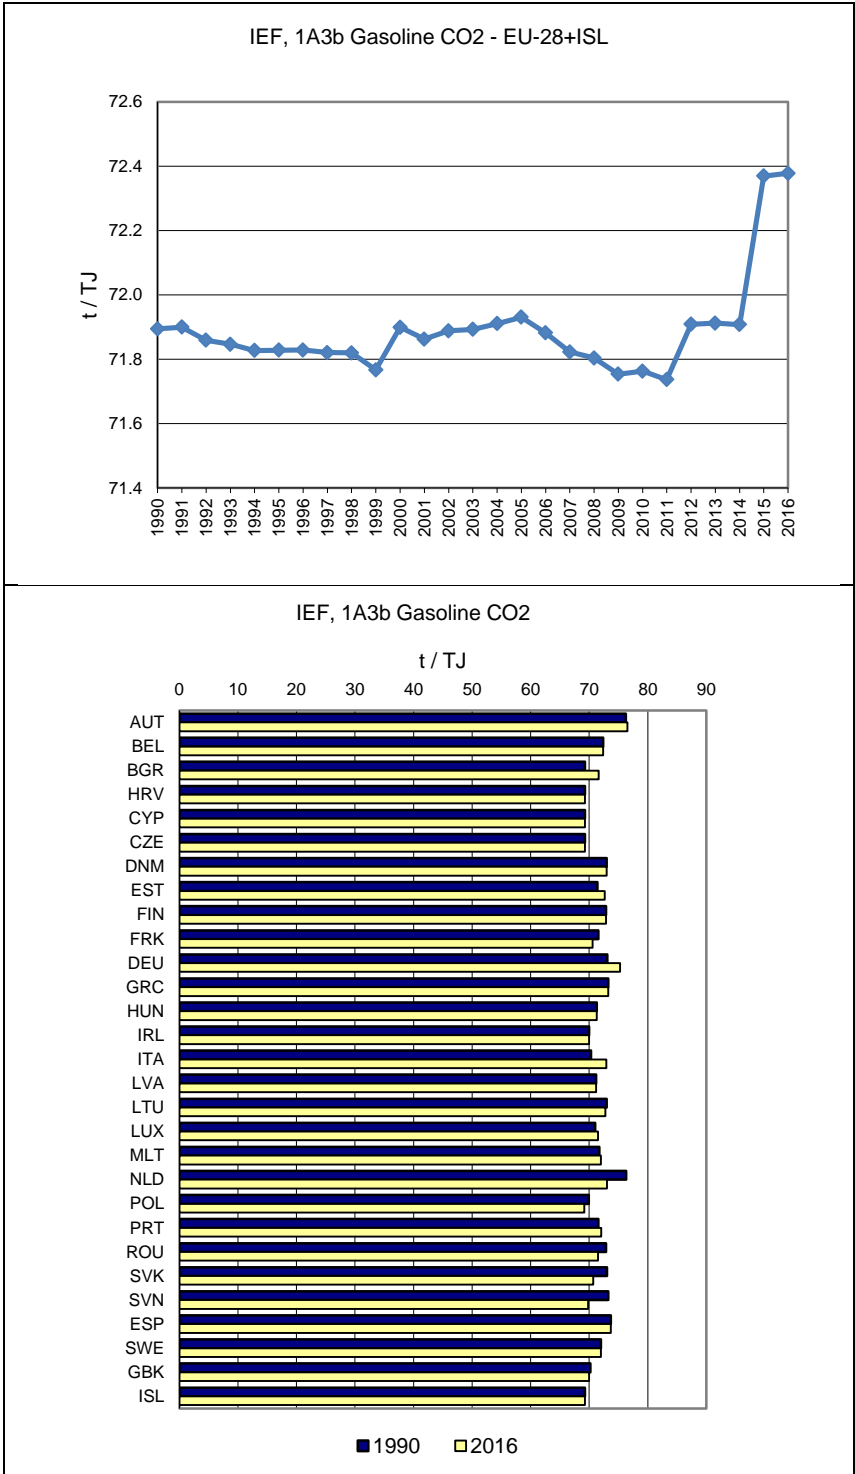 IEF, 1A3b Gasoline CO2 - EU-28+ISL
72.6
72.4
72.2
72.0
71.8
71.6
71.4
t / TJ
1990 1991 1992 1993 1994 1995 1996 1997 1998 1999 2000 2001 2002 2003 2004 2005 2006 2007 2008 2009 2010 2011 2012 2013 2014 2015 2016
IEF, 1A3b Gasoline CO2
t / TJ
0 10 20 30 40 50 60 70 80 90
AUT
BEL
BGR
HRV
CYP
CZE
DNM
EST
FIN
FRK
DEU
GRC
HUN
IRL
ITA
LVA
LTU
LUX
MLT
NLD
POL
PRT
ROU
SVK
SVN
ESP
SWE
GBK
ISL
1990 2016